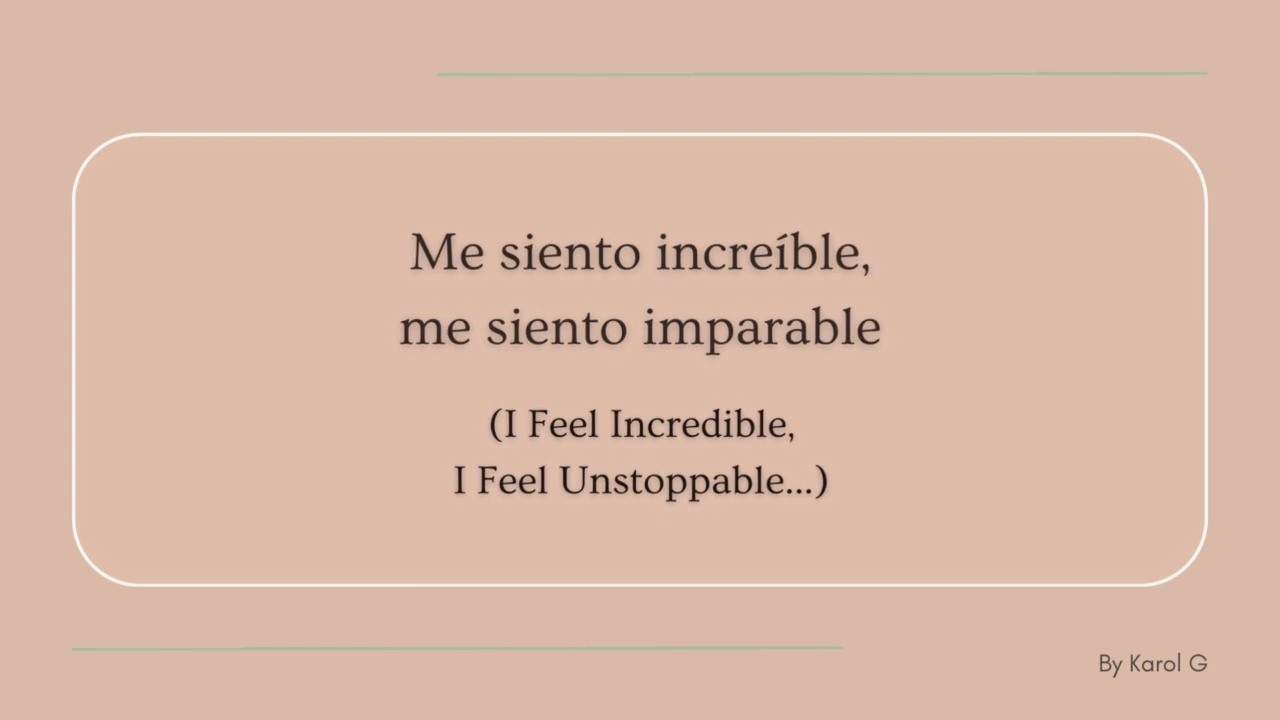 Me siento increíble,
me siento imparable
(I Feel Incredible,
I Feel Unstoppable...)
By Karol G